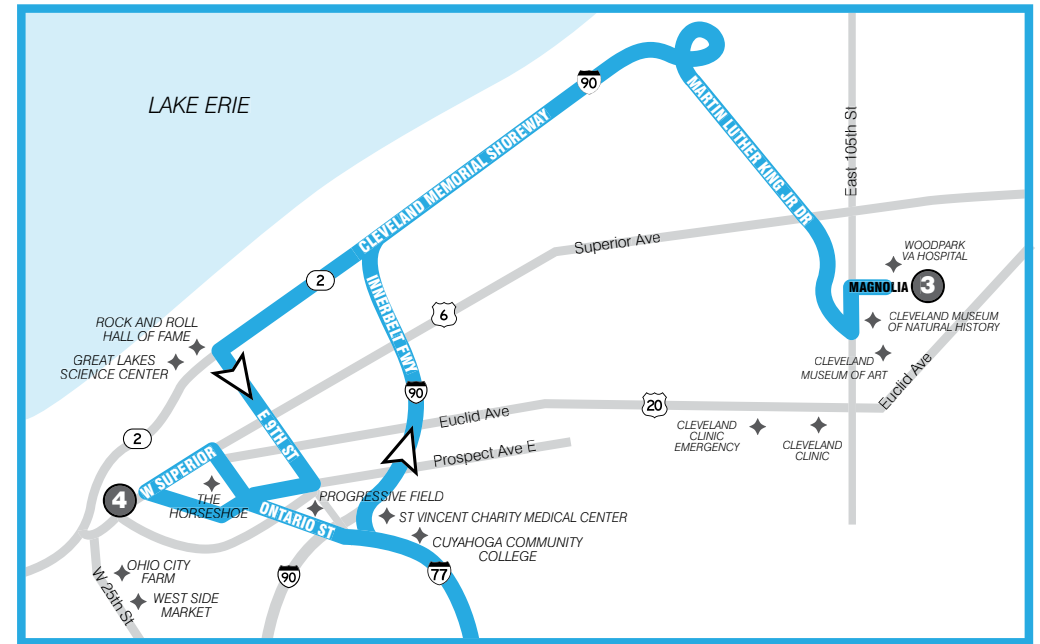 LAKE ERIE
90
CLEVELAND MEMORIAL SHOREWAY
MARTIN LUTHER KING JR DR
East 105th St
Superior Ave
WOODPARK
VA HOSPITAL
MAGNOLIA
3
2
INNERBELT FWY
6
ROCK AND ROLL
HALL OF FAME
GREAT LAKES
SCIENCE CENTER
CLEVELAND MUSEUM
OF NATURAL HISTORY
CLEVELAND
MUSEUM OF ART
Euclid Ave
90
20
E 9TH ST
Euclid Ave
2
CLEVELAND
CLINIC
EMERGENCY
CLEVELAND
CLINIC
Prospect Ave E
W SUPERIOR
4
THE
HORSESHOE
PROGRESSIVE FIELD
ONTARIO ST
ST VINCENT CHARITY MEDICAL CENTER
CUYAHOGA COMMUNITY
COLLEGE
90
77
OHIO CITY
FARM
W 25th St
WEST SIDE
MARKET